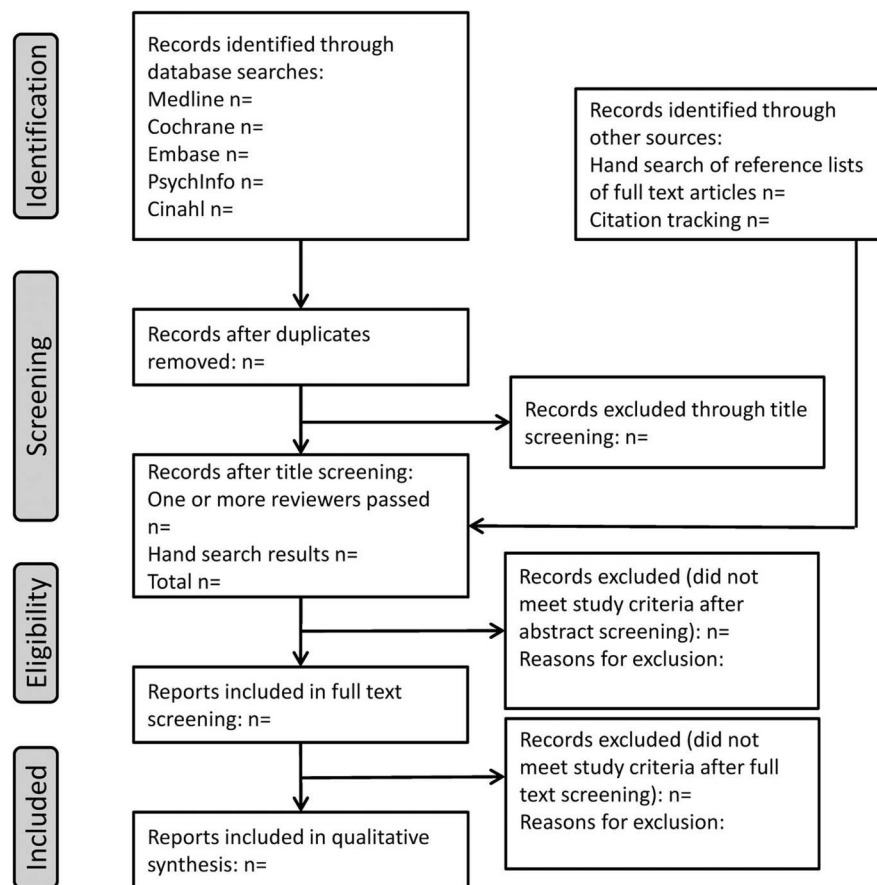 Identification
Records identified through
database searches:
Medline n=
Cochrane n=
Embase n=
PsychInfo n=
Cinahl n=
Records identified through
other sources:
Hand search of reference lists
of full text articles n=
Citation tracking n=
Screening
Records after duplicates
removed: n=
Records excluded through title
screening: n=
Records after title screening:
One or more reviewers passed
n=
Hand search results n=
Total n=
Eligibility
Records excluded (did not
meet study criteria after
abstract screening): n=
Reasons for exclusion:
Reports included in full text
screening: n=
Included
Records excluded (did not
meet study criteria after full
text screening): n=
Reasons for exclusion:
Reports included in qualitative
synthesis: n=